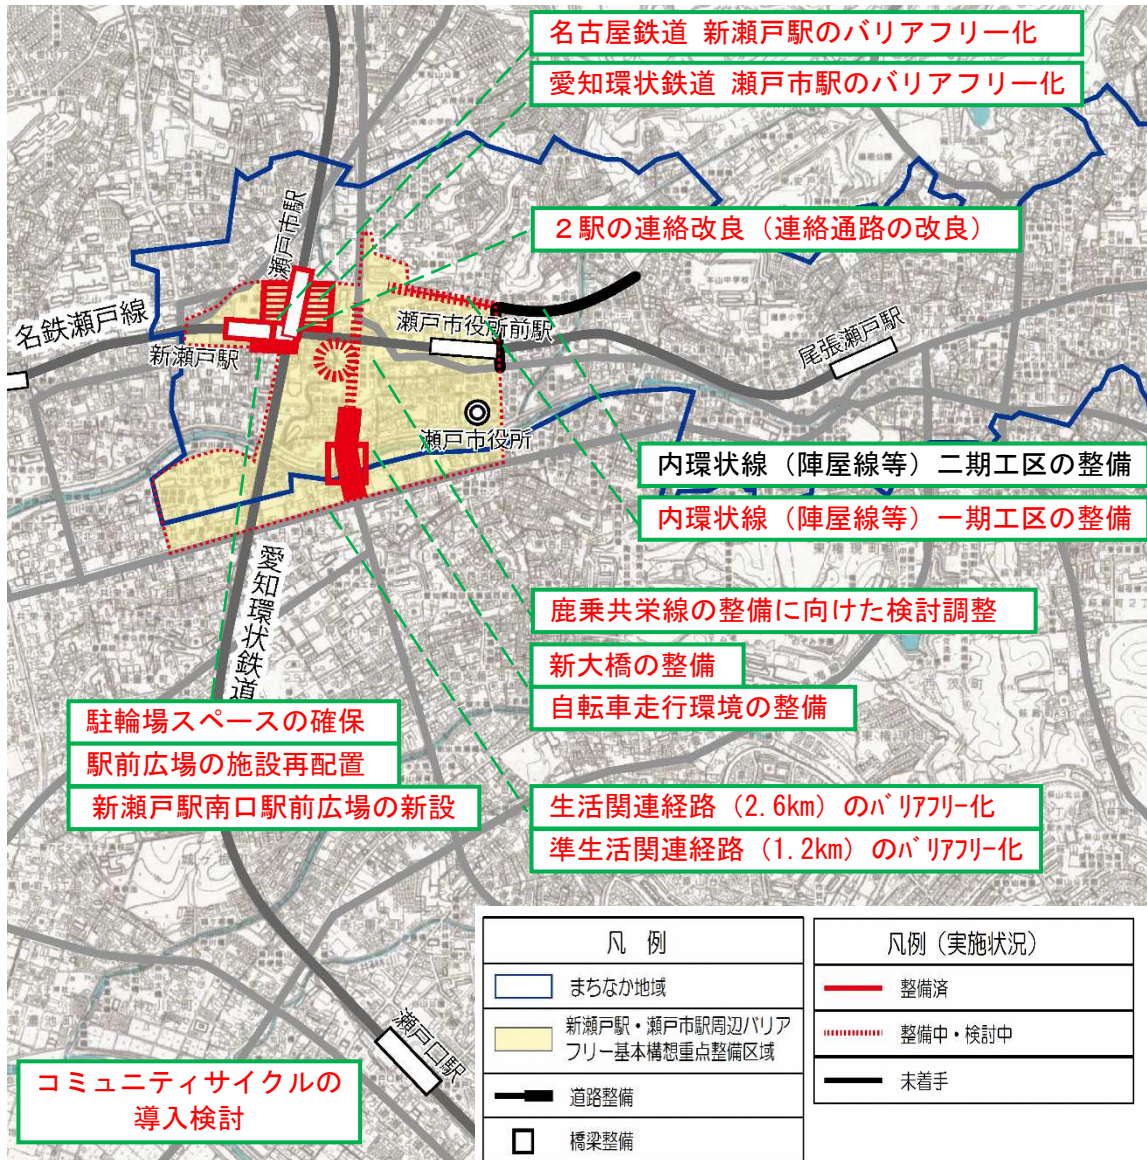 名古屋鉄道 新瀬戸駅のバリアフリー化
愛知環状鉄道 瀬戸市駅のバリアフリー化
２駅の連絡改良（連絡通路の改良）
瀬戸市駅
名鉄瀬戸線
新瀬戸駅
瀬戸市役所前駅
尾張瀬戸駅
瀬戸市役所
内環状線（陣屋線等）二期工区の整備
内環状線（陣屋線等）一期工区の整備
愛知環状鉄道
鹿乗共栄線の整備に向けた検討調整
新大橋の整備
自転車走行環境の整備
駐輪場スペースの確保
駅前広場の施設再配置
新瀬戸駅南口駅前広場の新設
生活関連経路（2.6km）のﾊﾞﾘｱﾌﾘｰ化
準生活関連経路（1.2km）のﾊﾞﾘｱﾌﾘｰ化
瀬戸口駅
コミュニティサイクルの
導入検討
凡 例
まちなか地域
新瀬戸駅・瀬戸市駅周辺バリア
フリー基本構想重点整備区域
道路整備
橋梁整備
凡例（実施状況）
整備済
整備中・検討中
未着手